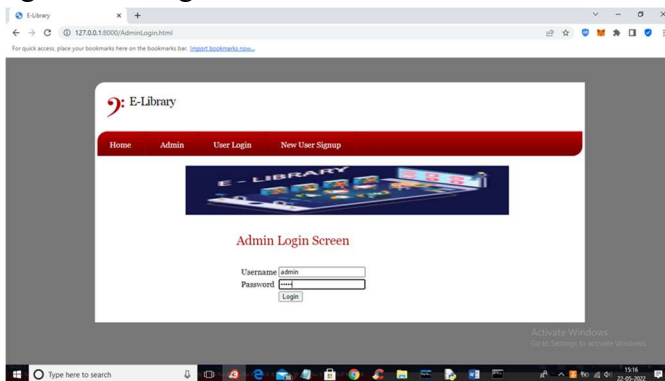 E-Library
127.0.0.1:8000/AdminLogin.html
For quick access, place your bookmarks here on the bookmarks bar. Import bookmarks now...
E-Library
Home Admin User Login New User Signup
E - LIBRARY
Admin Login Screen
Username admin
Password •••••
Login
Activate Windows
Go to Settings to activate Windows.
Type here to search
15:16
22-05-2022